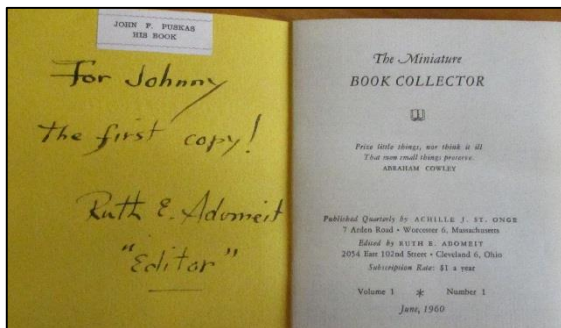 JOHN F. PUSKAS
HIS BOOK
For Johnny
the first copy!
Ruth E. Adomeit
"Editor"
The Miniature
BOOK COLLECTOR
Prize little things, nor think it ill
That even small things preserve.
ABRAHAM COWLEY
Published Quarterly by ACHILLE J. ST. ONGE
7 Arden Road • Worcester 6, Massachusetts
Edited by RUTH E. ADOMEIT
2054 East 102nd Street • Cleveland 6, Ohio
Subscription Rate: $1 a year
Volume 1 * Number 1
June, 1960